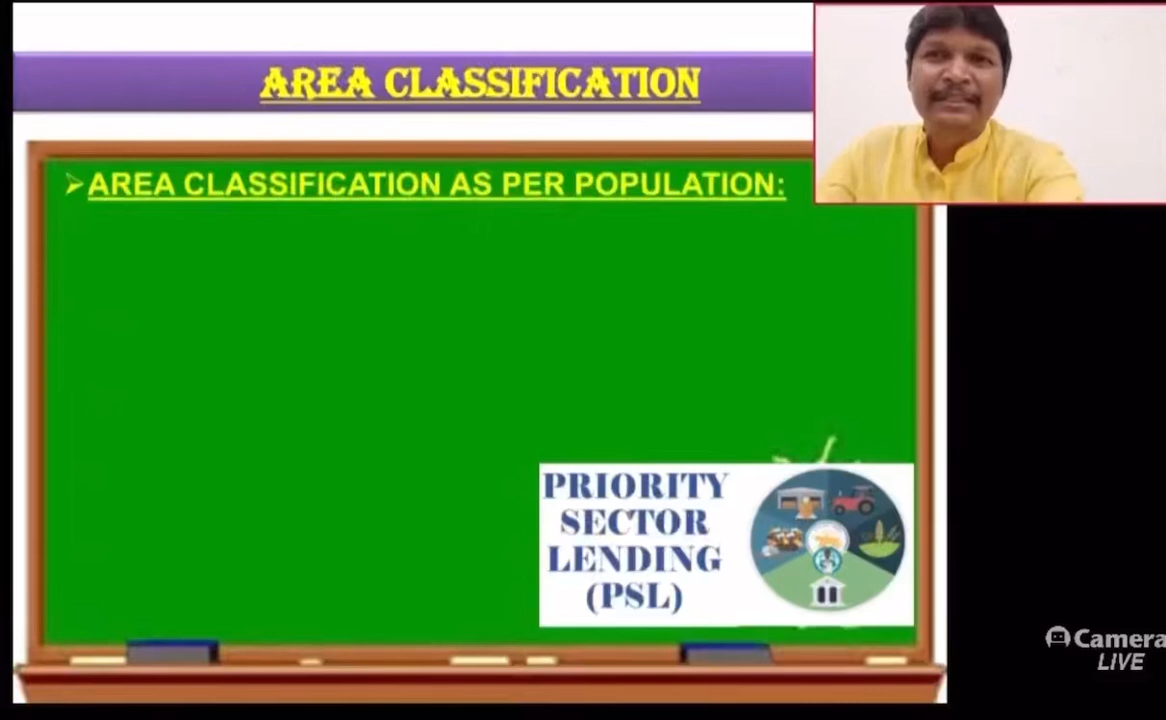 AREA CLASSIFICATION
➢AREA CLASSIFICATION AS PER POPULATION:
PRIORITY
SECTOR
LENDING
(PSL)
Camera
LIVE